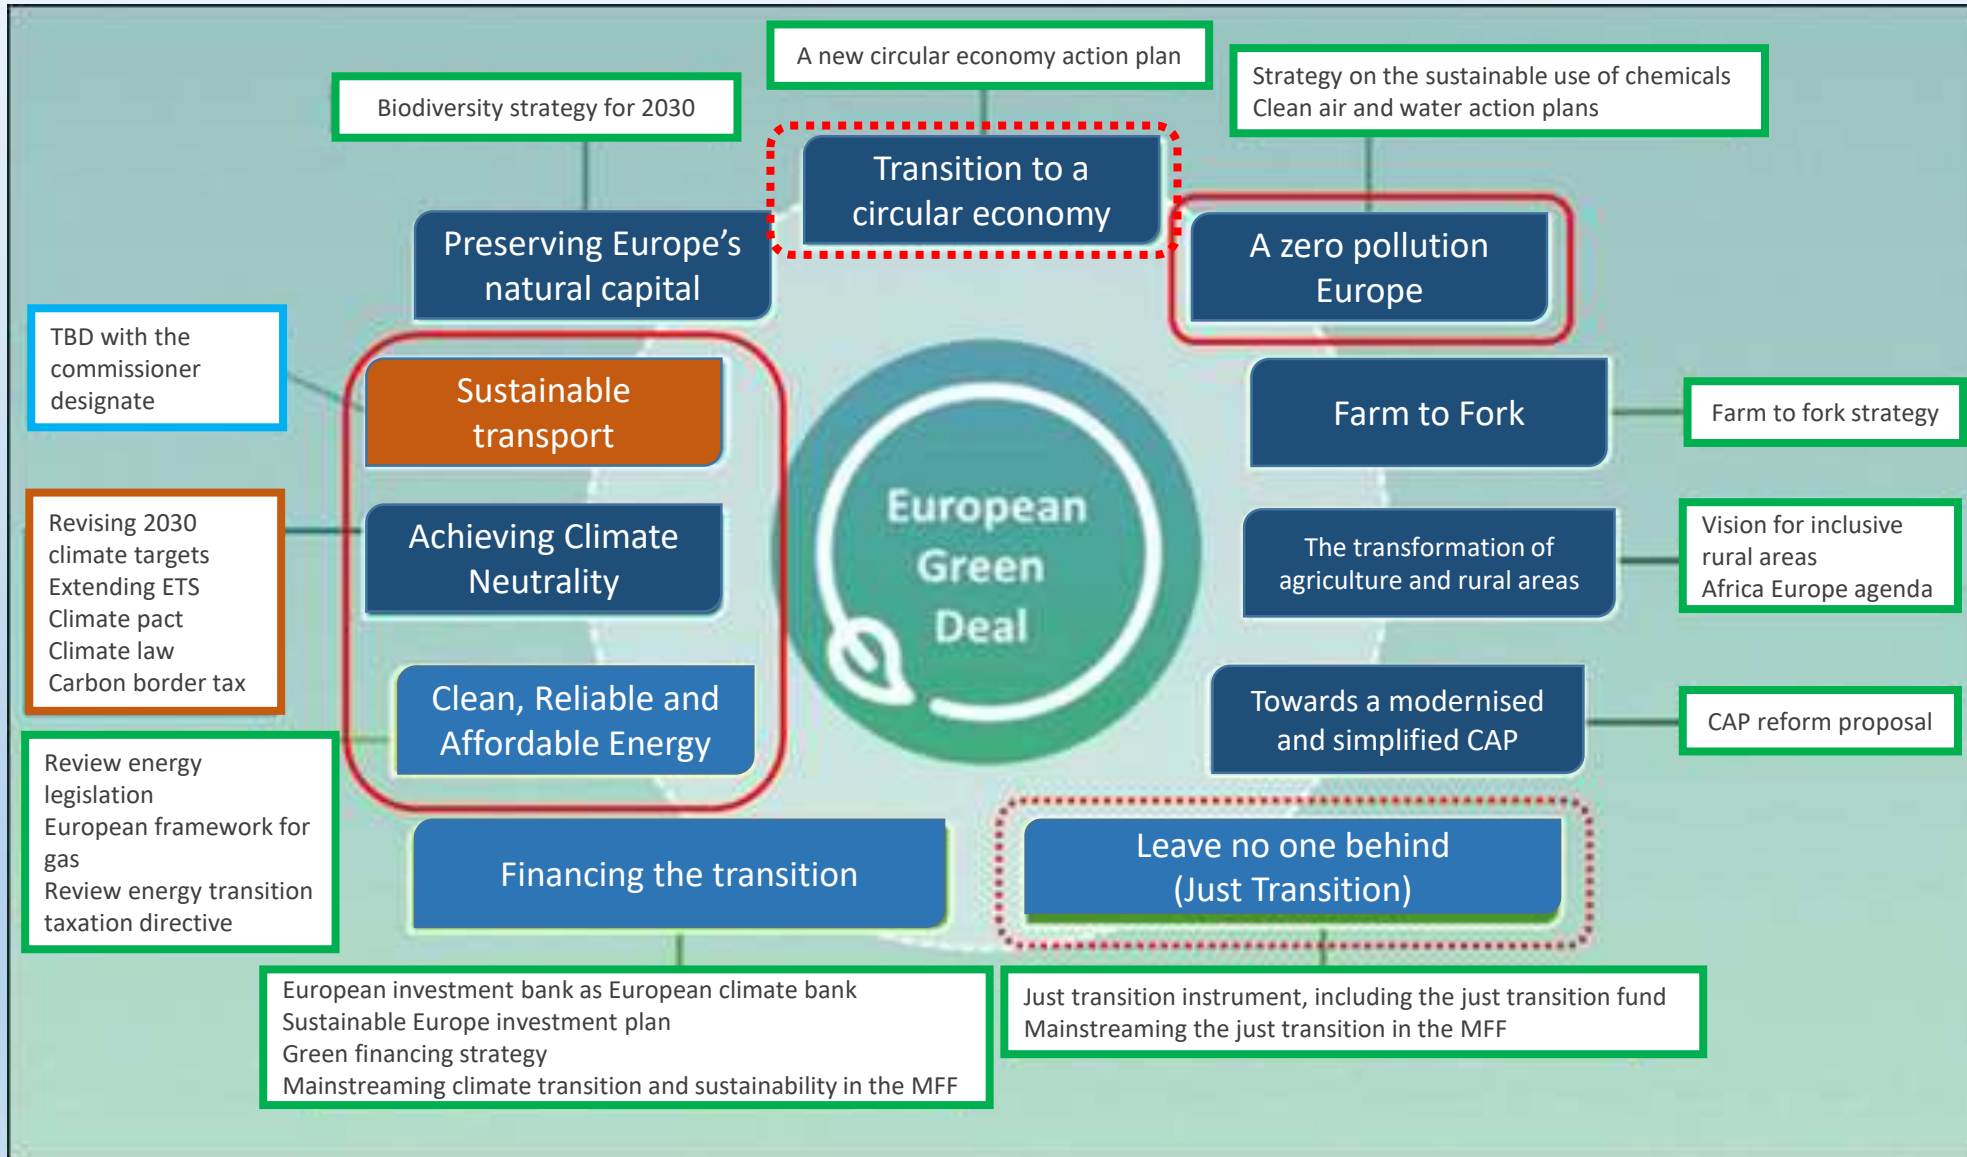 A new circular economy action plan
Biodiversity strategy for 2030
Strategy on the sustainable use of chemicals
Clean air and water action plans
Transition to a
circular economy
Preserving Europe's
natural capital
A zero pollution
Europe
TBD with the
commissioner
designate
Sustainable
transport
Farm to Fork
Farm to fork strategy
Revising 2030
climate targets
Extending ETS
Climate pact
Climate law
Carbon border tax
Achieving Climate
Neutrality
European
Green
Deal
The transformation of
agriculture and rural areas
Vision for inclusive
rural areas
Africa Europe agenda
Clean, Reliable and
Affordable Energy
Towards a modernised
and simplified CAP
CAP reform proposal
Review energy
legislation
European framework for
gas
Review energy transition
taxation directive
Financing the transition
Leave no one behind
(Just Transition)
European investment bank as European climate bank
Sustainable Europe investment plan
Green financing strategy
Mainstreaming climate transition and sustainability in the MFF
Just transition instrument, including the just transition fund
Mainstreaming the just transition in the MFF